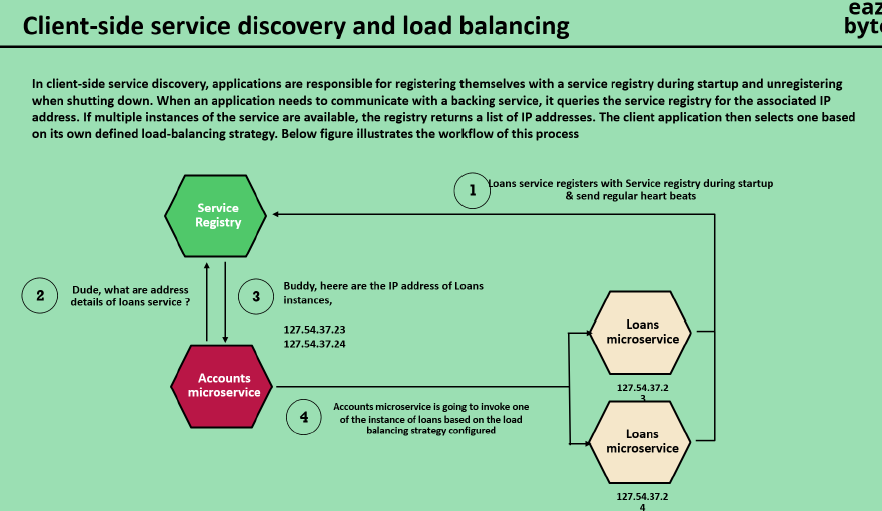 Client-side service discovery and load balancing
eaz
byte
In client-side service discovery, applications are responsible for registering themselves with a service registry during startup and unregistering
when shutting down. When an application needs to communicate with a backing service, it queries the service registry for the associated IP
address. If multiple instances of the service are available, the registry returns a list of IP addresses. The client application then selects one based
on its own defined load-balancing strategy. Below figure illustrates the workflow of this process
1
Loans service registers with Service registry during startup
& send regular heart beats
Service
Registry
2
Dude, what are address
details of loans service ?
3
Buddy, heere are the IP address of Loans
instances,
127.54.37.23
127.54.37.24
Loans
microservice
127.54.37.2
3
Accounts
microservice
4
Accounts microservice is going to invoke one
of the instance of loans based on the load
balancing strategy configured
Loans
microservice
127.54.37.2
4